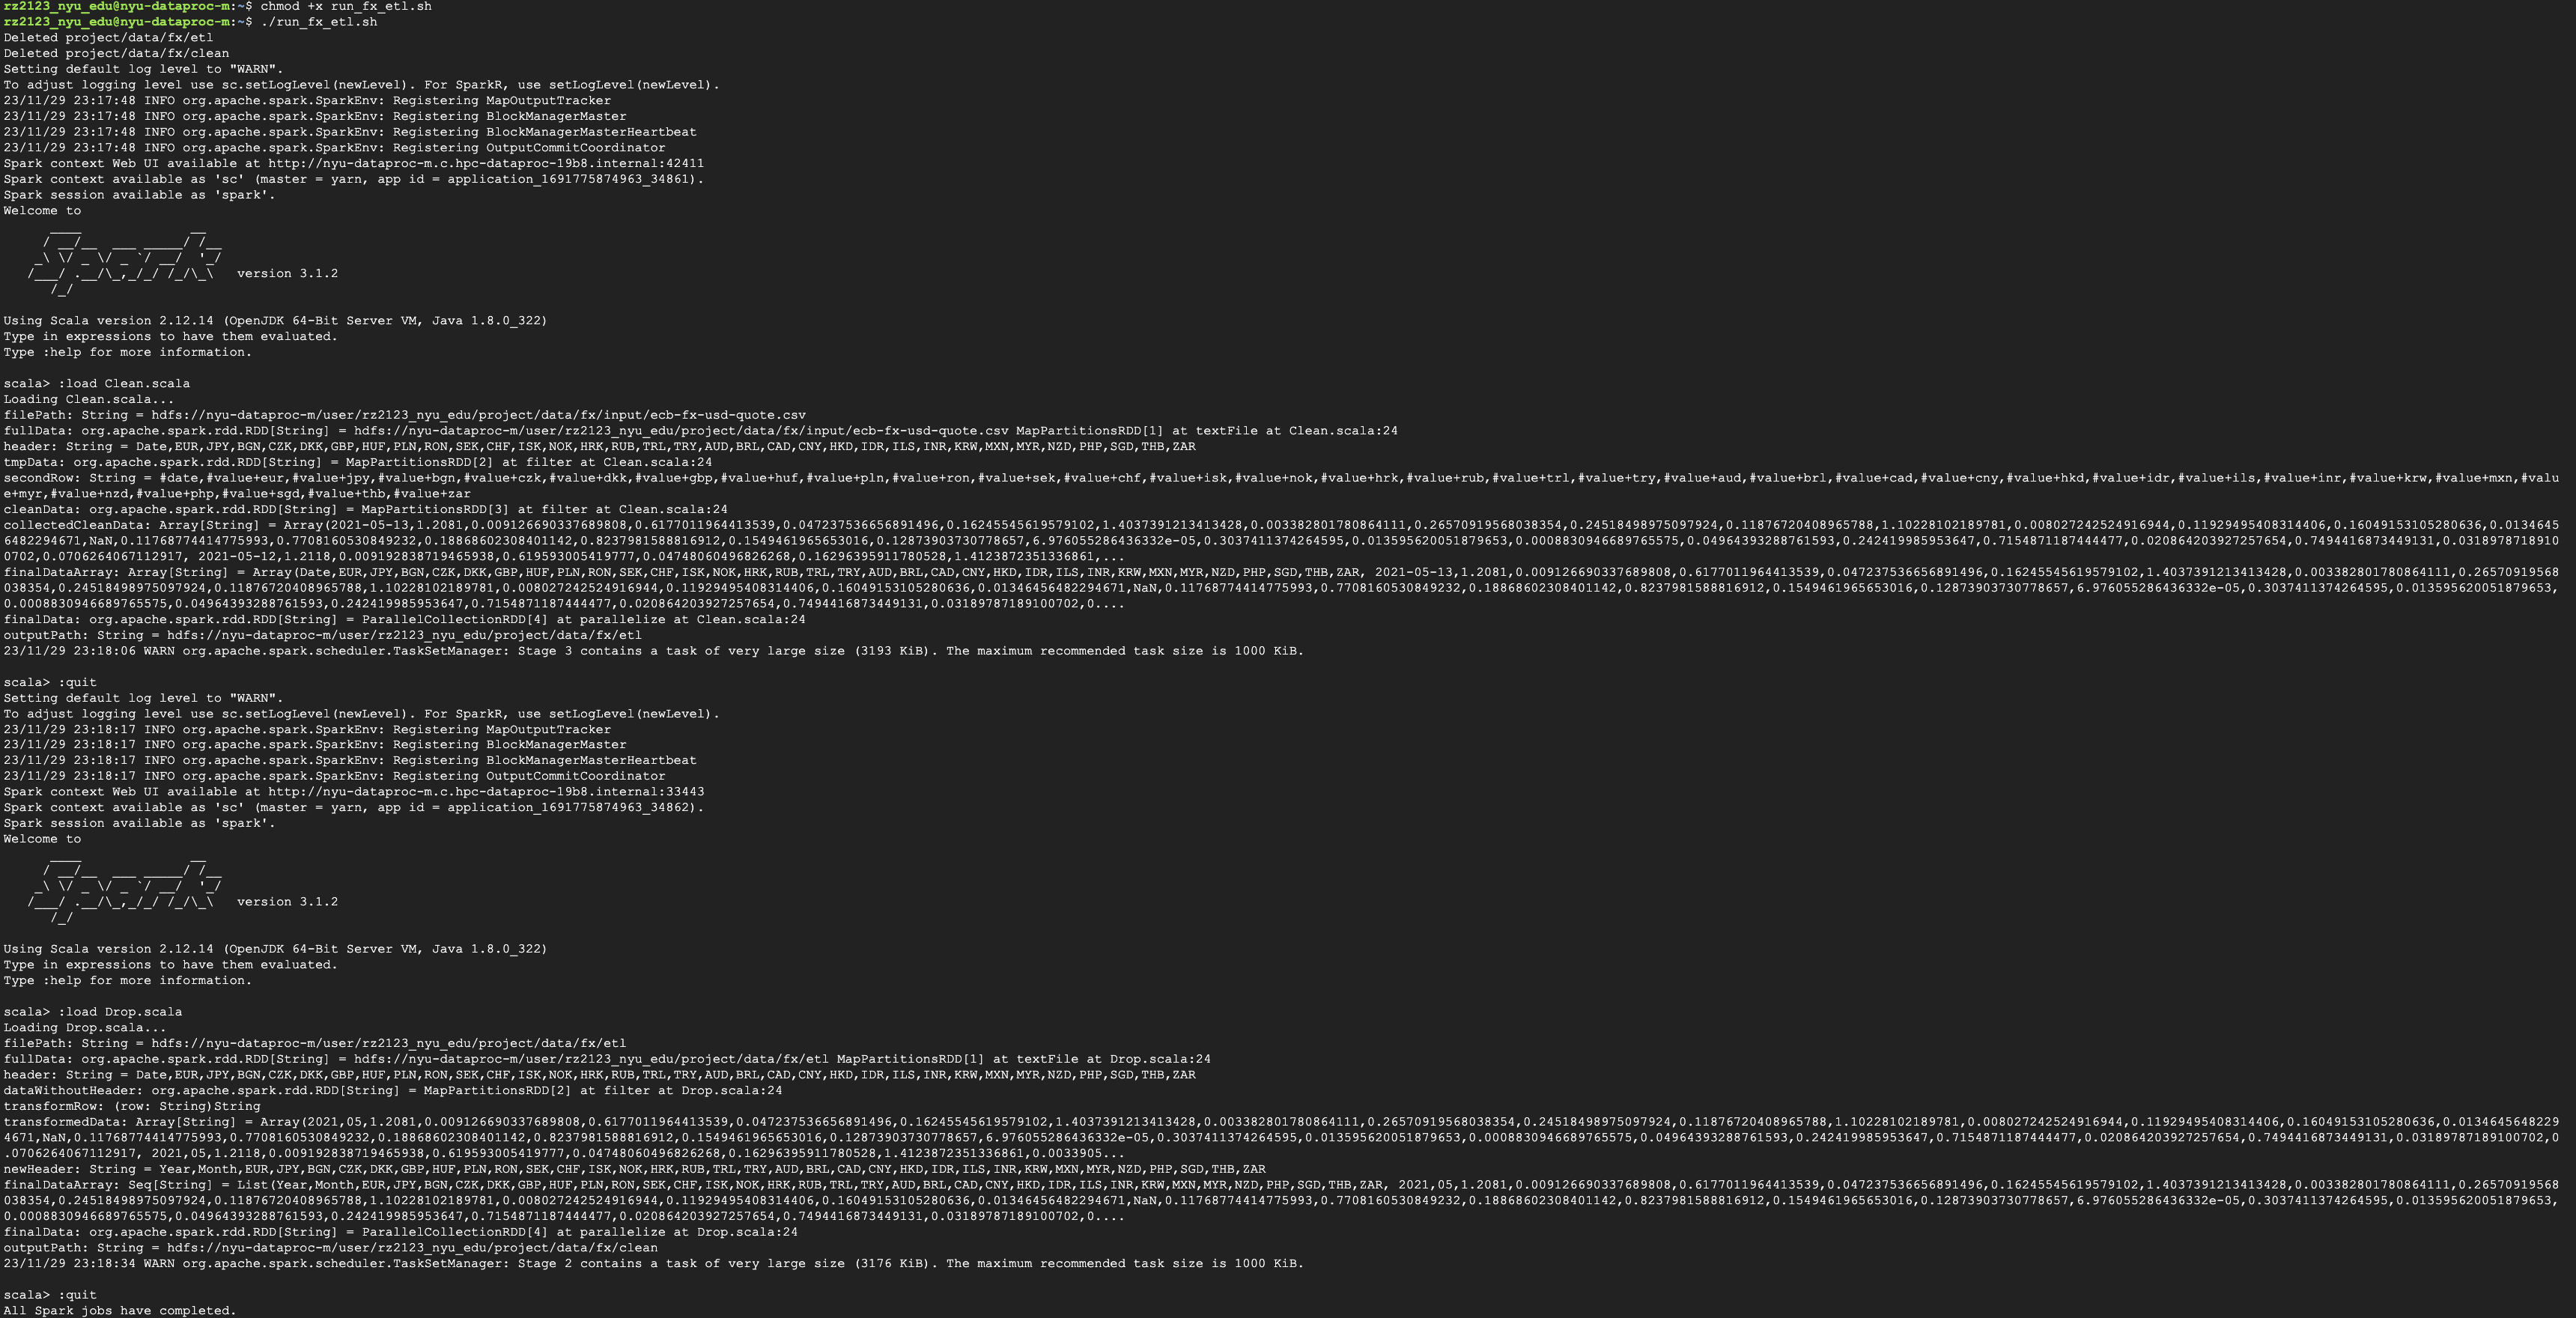 rz2123_nyu_edu@nyu-dataproc-m:~$ chmod +x run_fx_etl.sh
rz2123_nyu_edu@nyu-dataproc-m:~$ ./run_fx_etl.sh
Deleted project/data/fx/etl
Deleted project/data/fx/clean
Setting default log level to "WARN".
To adjust logging level use sc.setLogLevel(newLevel). For SparkR, use setLogLevel(newLevel).
23/11/29 23:17:48 INFO org.apache.spark.SparkEnv: Registering MapOutputTracker
23/11/29 23:17:48 INFO org.apache.spark.SparkEnv: Registering BlockManagerMaster
23/11/29 23:17:48 INFO org.apache.spark.SparkEnv: Registering BlockManagerMasterHeartbeat
23/11/29 23:17:48 INFO org.apache.spark.SparkEnv: Registering OutputCommitCoordinator
Spark context Web UI available at http://nyu-dataproc-m.c.hpc-dataproc-19b8.internal:42411
Spark context available as 'sc' (master = yarn, app id = application_1691775874963_34861).
Spark session available as 'spark'.
Welcome to
      ____              __
     / __/__  ___ _____/ /__
    _\ \/ _ \/ _ `/ __/  '_/
   /___/ .__/\_,_/_/ /_/\_\   version 3.1.2
      /_/
Using Scala version 2.12.14 (OpenJDK 64-Bit Server VM, Java 1.8.0_322)
Type in expressions to have them evaluated.
Type :help for more information.
scala> :load Clean.scala
Loading Clean.scala...
filePath: String = hdfs://nyu-dataproc-m/user/rz2123_nyu_edu/project/data/fx/input/ecb-fx-usd-quote.csv
fullData: org.apache.spark.rdd.RDD[String] = hdfs://nyu-dataproc-m/user/rz2123_nyu_edu/project/data/fx/input/ecb-fx-usd-quote.csv MapPartitionsRDD[1] at textFile at Clean.scala:24
header: String = Date,EUR,JPY,BGN,CZK,DKK,GBP,HUF,PLN,RON,SEK,CHF,ISK,NOK,HRK,RUB,TRL,TRY,AUD,BRL,CAD,CNY,HKD,IDR,ILS,INR,KRW,MXN,MYR,NZD,PHP,SGD,THB,ZAR
tmpData: org.apache.spark.rdd.RDD[String] = MapPartitionsRDD[2] at filter at Clean.scala:24
secondRow: String = #date,#value+eur,#value+jpy,#value+bgn,#value+czk,#value+dkk,#value+gbp,#value+huf,#value+pln,#value+ron,#value+sek,#value+chf,#value+isk,#value+nok,#value+hrk,#value+rub,#value+trl,#value+try,#value+aud,#value+brl,#value+cad,#value+cny,#value+hkd,#value+idr,#value+ils,#value+inr,#value+krw,#value+mxn,#valu
e+myr,#value+nzd,#value+php,#value+sgd,#value+thb,#value+zar
cleanData: org.apache.spark.rdd.RDD[String] = MapPartitionsRDD[3] at filter at Clean.scala:24
collectedCleanData: Array[String] = Array(2021-05-13,1.2081,0.009126690337689808,0.6177011964413539,0.047237536656891496,0.16245545619579102,1.4037391213413428,0.003382801780864111,0.26570919568038354,0.24518498975097924,0.11876720408965788,1.10228102189781,0.008027242524916944,0.11929495408314406,0.16049153105280636,0.0134645
6482294671,NaN,0.11768774414775993,0.7708160530849232,0.18868602308401142,0.8237981588816912,0.1549461965653016,0.12873903730778657,6.976055286436332e-05,0.3037411374264595,0.013595620051879653,0.0008830946689765575,0.04964393288761593,0.242419985953647,0.7154871187444477,0.020864203927257654,0.7494416873449131,0.0318978718910
0702,0.0706264067112917, 2021-05-12,1.2118,0.009192838719465938,0.619593005419777,0.04748060496826268,0.16296395911780528,1.4123872351336861,...
finalDataArray: Array[String] = Array(Date,EUR,JPY,BGN,CZK,DKK,GBP,HUF,PLN,RON,SEK,CHF,ISK,NOK,HRK,RUB,TRL,TRY,AUD,BRL,CAD,CNY,HKD,IDR,ILS,INR,KRW,MXN,MYR,NZD,PHP,SGD,THB,ZAR, 2021-05-13,1.2081,0.009126690337689808,0.6177011964413539,0.047237536656891496,0.16245545619579102,1.4037391213413428,0.003382801780864111,0.26570919568
038354,0.24518498975097924,0.11876720408965788,1.10228102189781,0.008027242524916944,0.11929495408314406,0.16049153105280636,0.01346456482294671,NaN,0.11768774414775993,0.7708160530849232,0.18868602308401142,0.8237981588816912,0.1549461965653016,0.12873903730778657,6.976055286436332e-05,0.3037411374264595,0.013595620051879653,
0.0008830946689765575,0.04964393288761593,0.242419985953647,0.7154871187444477,0.020864203927257654,0.7494416873449131,0.03189787189100702,0....
finalData: org.apache.spark.rdd.RDD[String] = ParallelCollectionRDD[4] at parallelize at Clean.scala:24
outputPath: String = hdfs://nyu-dataproc-m/user/rz2123_nyu_edu/project/data/fx/etl
23/11/29 23:18:06 WARN org.apache.spark.scheduler.TaskSetManager: Stage 3 contains a task of very large size (3193 KiB). The maximum recommended task size is 1000 KiB.
scala> :quit
Setting default log level to "WARN".
To adjust logging level use sc.setLogLevel(newLevel). For SparkR, use setLogLevel(newLevel).
23/11/29 23:18:17 INFO org.apache.spark.SparkEnv: Registering MapOutputTracker
23/11/29 23:18:17 INFO org.apache.spark.SparkEnv: Registering BlockManagerMaster
23/11/29 23:18:17 INFO org.apache.spark.SparkEnv: Registering BlockManagerMasterHeartbeat
23/11/29 23:18:17 INFO org.apache.spark.SparkEnv: Registering OutputCommitCoordinator
Spark context Web UI available at http://nyu-dataproc-m.c.hpc-dataproc-19b8.internal:33443
Spark context available as 'sc' (master = yarn, app id = application_1691775874963_34862).
Spark session available as 'spark'.
Welcome to
      ____              __
     / __/__  ___ _____/ /__
    _\ \/ _ \/ _ `/ __/  '_/
   /___/ .__/\_,_/_/ /_/\_\   version 3.1.2
      /_/
Using Scala version 2.12.14 (OpenJDK 64-Bit Server VM, Java 1.8.0_322)
Type in expressions to have them evaluated.
Type :help for more information.
scala> :load Drop.scala
Loading Drop.scala...
filePath: String = hdfs://nyu-dataproc-m/user/rz2123_nyu_edu/project/data/fx/etl
fullData: org.apache.spark.rdd.RDD[String] = hdfs://nyu-dataproc-m/user/rz2123_nyu_edu/project/data/fx/etl MapPartitionsRDD[1] at textFile at Drop.scala:24
header: String = Date,EUR,JPY,BGN,CZK,DKK,GBP,HUF,PLN,RON,SEK,CHF,ISK,NOK,HRK,RUB,TRL,TRY,AUD,BRL,CAD,CNY,HKD,IDR,ILS,INR,KRW,MXN,MYR,NZD,PHP,SGD,THB,ZAR
dataWithoutHeader: org.apache.spark.rdd.RDD[String] = MapPartitionsRDD[2] at filter at Drop.scala:24
transformRow: (row: String)String
transformedData: Array[String] = Array(2021,05,1.2081,0.009126690337689808,0.6177011964413539,0.047237536656891496,0.16245545619579102,1.4037391213413428,0.003382801780864111,0.26570919568038354,0.24518498975097924,0.11876720408965788,1.10228102189781,0.008027242524916944,0.11929495408314406,0.16049153105280636,0.0134645648229
4671,NaN,0.11768774414775993,0.7708160530849232,0.18868602308401142,0.8237981588816912,0.1549461965653016,0.12873903730778657,6.976055286436332e-05,0.3037411374264595,0.013595620051879653,0.0008830946689765575,0.04964393288761593,0.242419985953647,0.7154871187444477,0.020864203927257654,0.7494416873449131,0.03189787189100702,0
.0706264067112917, 2021,05,1.2118,0.009192838719465938,0.619593005419777,0.04748060496826268,0.16296395911780528,1.4123872351336861,0.0033905...
newHeader: String = Year,Month,EUR,JPY,BGN,CZK,DKK,GBP,HUF,PLN,RON,SEK,CHF,ISK,NOK,HRK,RUB,TRL,TRY,AUD,BRL,CAD,CNY,HKD,IDR,ILS,INR,KRW,MXN,MYR,NZD,PHP,SGD,THB,ZAR
finalDataArray: Seq[String] = List(Year,Month,EUR,JPY,BGN,CZK,DKK,GBP,HUF,PLN,RON,SEK,CHF,ISK,NOK,HRK,RUB,TRL,TRY,AUD,BRL,CAD,CNY,HKD,IDR,ILS,INR,KRW,MXN,MYR,NZD,PHP,SGD,THB,ZAR, 2021,05,1.2081,0.009126690337689808,0.6177011964413539,0.047237536656891496,0.16245545619579102,1.4037391213413428,0.003382801780864111,0.26570919568
038354,0.24518498975097924,0.11876720408965788,1.10228102189781,0.008027242524916944,0.11929495408314406,0.16049153105280636,0.01346456482294671,NaN,0.11768774414775993,0.7708160530849232,0.18868602308401142,0.8237981588816912,0.1549461965653016,0.12873903730778657,6.976055286436332e-05,0.3037411374264595,0.013595620051879653,
0.0008830946689765575,0.04964393288761593,0.242419985953647,0.7154871187444477,0.020864203927257654,0.7494416873449131,0.03189787189100702,0....
finalData: org.apache.spark.rdd.RDD[String] = ParallelCollectionRDD[4] at parallelize at Drop.scala:24
outputPath: String = hdfs://nyu-dataproc-m/user/rz2123_nyu_edu/project/data/fx/clean
23/11/29 23:18:34 WARN org.apache.spark.scheduler.TaskSetManager: Stage 2 contains a task of very large size (3176 KiB). The maximum recommended task size is 1000 KiB.
scala> :quit
All Spark jobs have completed.